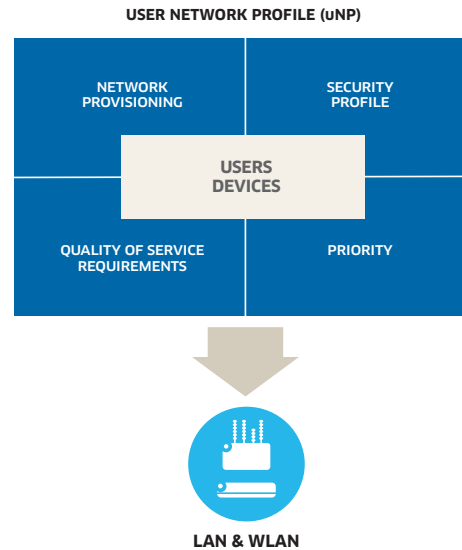 USER NETWORK PROFILE (uNP)
NETWORK
PROVISIONING
SECURITY
PROFILE
USERS
DEVICES
QUALITY OF SERVICE
REQUIREMENTS
PRIORITY
LAN & WLAN